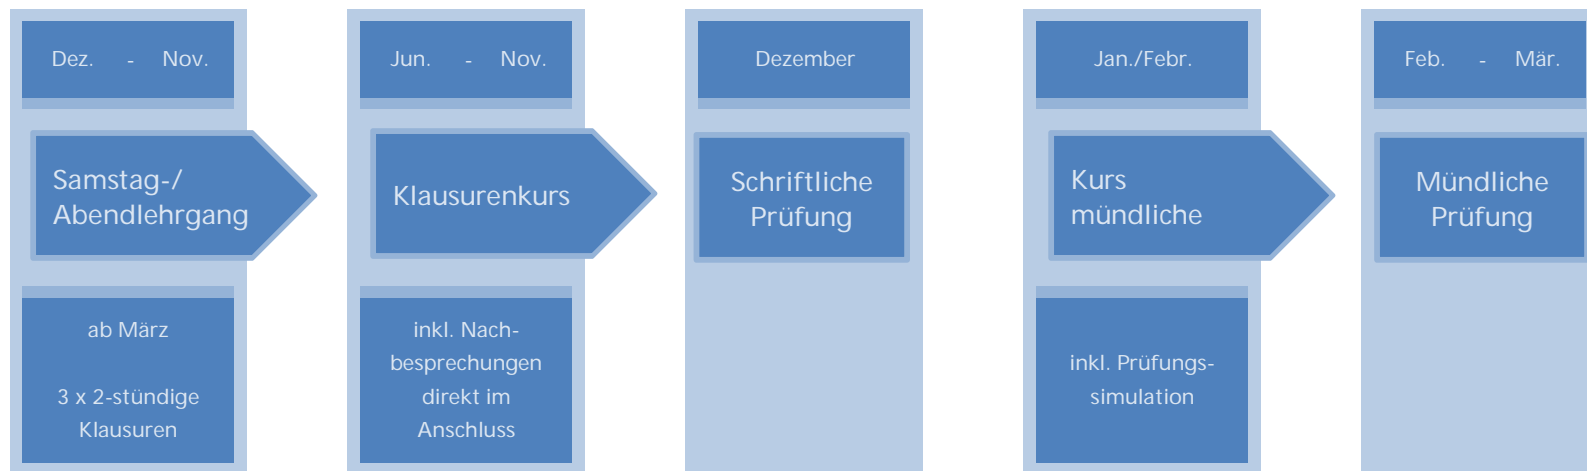 Dez. - Nov.
Samstag-/
Abendlehrgang
ab März
3 x 2-stündige
Klausuren
Jun. - Nov.
Klausurenkurs
inkl. Nach-
besprechungen
direkt im
Anschluss
Dezember
Schriftliche
Prüfung
Jan./Febr.
Kurs
mündliche
inkl. Prüfungs-
simulation
Feb. - Mär.
Mündliche
Prüfung